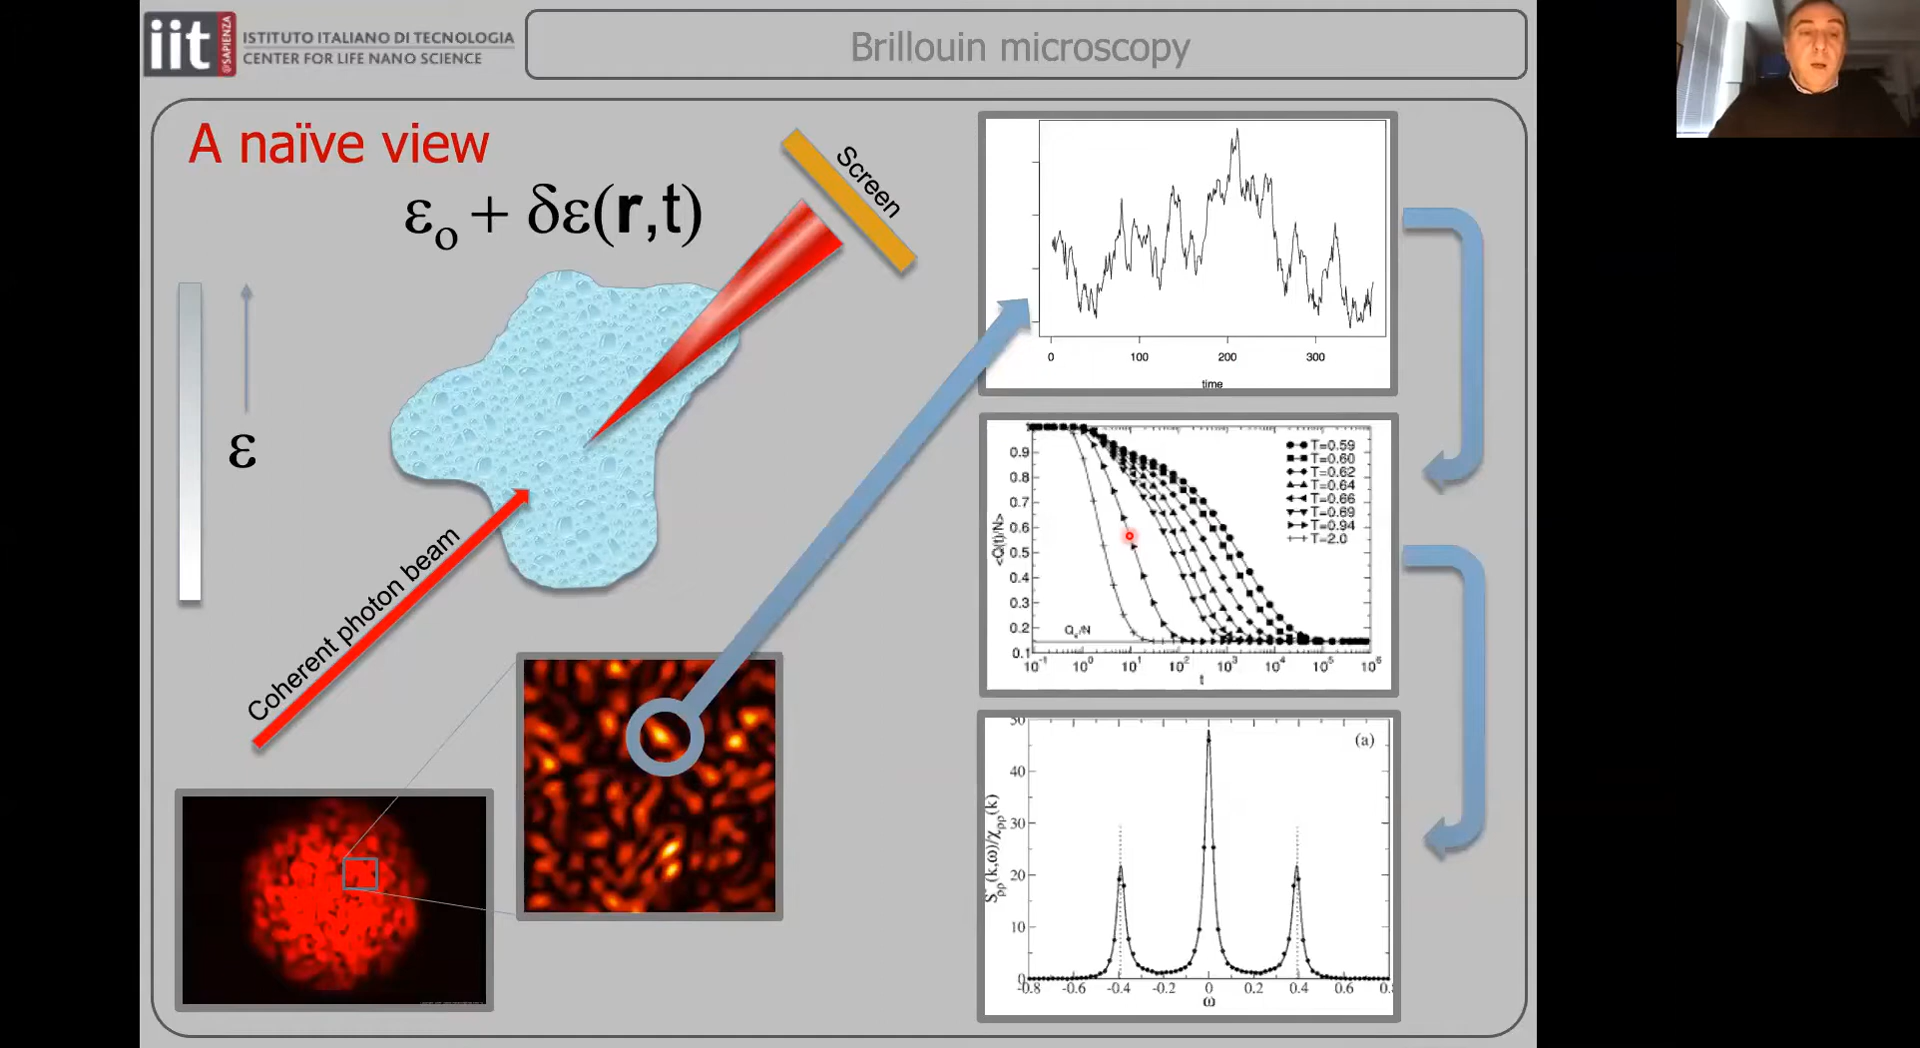 iit
@SAPIENZA
ISTITUTO ITALIANO DI TECNOLOGIA
CENTER FOR LIFE NANO SCIENCE
Brillouin microscopy
A naïve view
εo + δε(r,t)
Screen
ε
Coherent photon beam
0 100 200 300
time
<Q(t)/N>
0.9
0.8
0.7
0.6
0.5
0.4
0.3
0.2
0.1
T=0.59
T=0.60
T=0.62
T=0.64
T=0.66
T=0.69
T=0.94
T=2.0
10⁻¹ 10⁰ 10¹ 10² 10³ 10⁴ 10⁵ 10⁶
t
(a)
Sρρ(k,ω)/χρρ(k)
50
40
30
20
10
0
-0.8 -0.6 -0.4 -0.2 0 0.2 0.4 0.6
ω